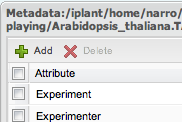 Metadata:/iplant/home/narro/
playing/Arabidopsis_thaliana.T
Add Delete
Attribute
Experiment
Experimenter